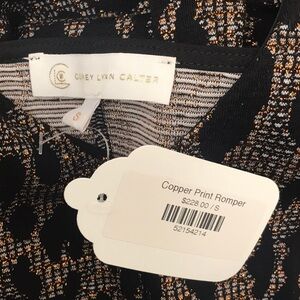 COREY LYNN CALTER
S
Copper Print Romper
$228.00 / S
52154214